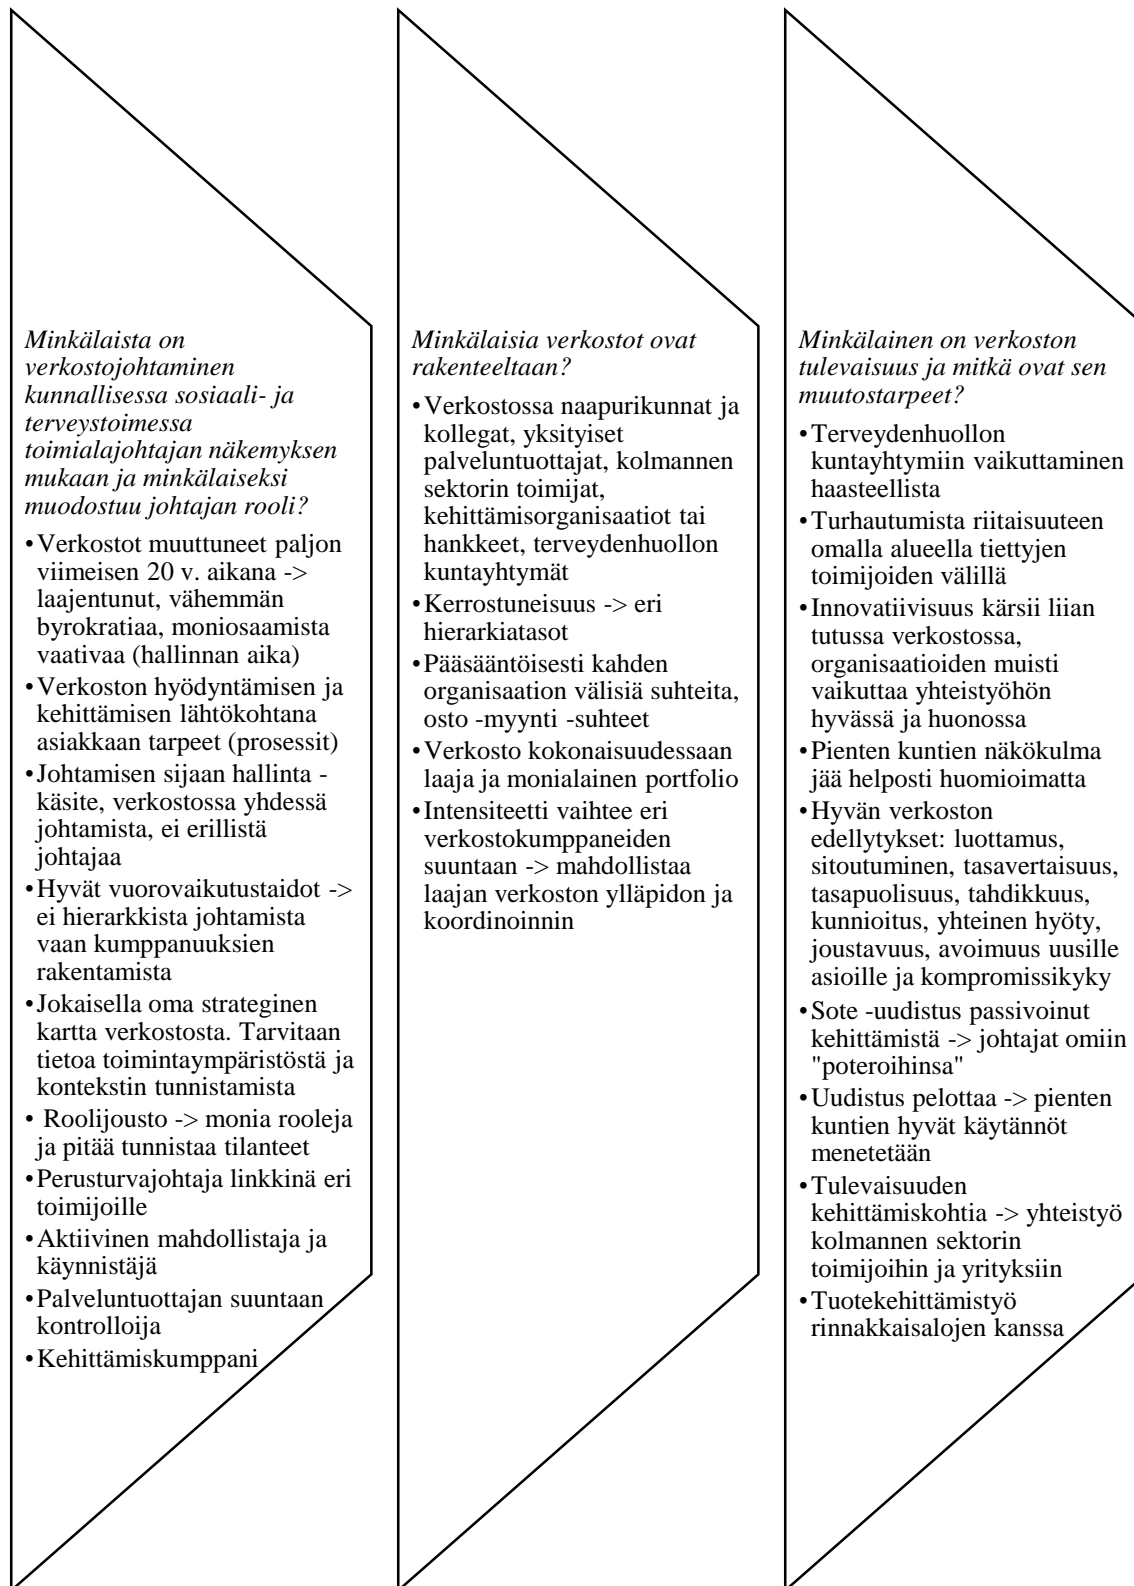 Minkälaista on
verkostojohtaminen
kunnallisessa sosiaali- ja
terveystoimessa
toimialajohtajan näkemyksen
mukaan ja minkälaiseksi
muodostuu johtajan rooli?
•Verkostot muuttuneet paljon
viimeisen 20 v. aikana ->
laajentunut, vähemmän
byrokratiaa, moniosaamista
vaativaa (hallinnan aika)
•Verkoston hyödyntämisen ja
kehittämisen lähtökohtana
asiakkaan tarpeet (prosessit)
•Johtamisen sijaan hallinta -
käsite, verkostossa yhdessä
johtamista, ei erillistä
johtajaa
•Hyvät vuorovaikutustaidot ->
ei hierarkkista johtamista
vaan kumppanuuksien
rakentamista
•Jokaisella oma strateginen
kartta verkostosta. Tarvitaan
tietoa toimintaympäristöstä ja
kontekstin tunnistamista
• Roolijousto -> monia rooleja
ja pitää tunnistaa tilanteet
•Perusturvajohtaja linkkinä eri
toimijoille
•Aktiivinen mahdollistaja ja
käynnistäjä
•Palveluntuottajan suuntaan
kontrolloija
•Kehittämiskumppani
Minkälaisia verkostot ovat
rakenteeltaan?
•Verkostossa naapurikunnat ja
kollegat, yksityiset
palveluntuottajat, kolmannen
sektorin toimijat,
kehittämisorganisaatiot tai
hankkeet, terveydenhuollon
kuntayhtymät
•Kerrostuneisuus -> eri
hierarkiatasot
•Pääsääntöisesti kahden
organisaation välisiä suhteita,
osto -myynti -suhteet
•Verkosto kokonaisuudessaan
laaja ja monialainen portfolio
•Intensiteetti vaihtee eri
verkostokumppaneiden
suuntaan -> mahdollistaa
laajan verkoston ylläpidon ja
koordinoinnin
Minkälainen on verkoston
tulevaisuus ja mitkä ovat sen
muutostarpeet?
•Terveydenhuollon
kuntayhtymiin vaikuttaminen
haasteellista
•Turhautumista riitaisuuteen
omalla alueella tiettyjen
toimijoiden välillä
•Innovatiivisuus kärsii liian
tutussa verkostossa,
organisaatioiden muisti
vaikuttaa yhteistyöhön
hyvässä ja huonossa
•Pienten kuntien näkökulma
jää helposti huomioimatta
•Hyvän verkoston
edellytykset: luottamus,
sitoutuminen, tasavertaisuus,
tasapuolisuus, tahdikkuus,
kunnioitus, yhteinen hyöty,
joustavuus, avoimuus uusille
asioille ja kompromissikyky
•Sote -uudistus passivoinut
kehittämistä -> johtajat omiin
"poteroihinsa"
•Uudistus pelottaa -> pienten
kuntien hyvät käytännöt
menetetään
•Tulevaisuuden
kehittämiskohtia -> yhteistyö
kolmannen sektorin
toimijoihin ja yrityksiin
•Tuotekehittämistyö
rinnakkaisalojen kanssa